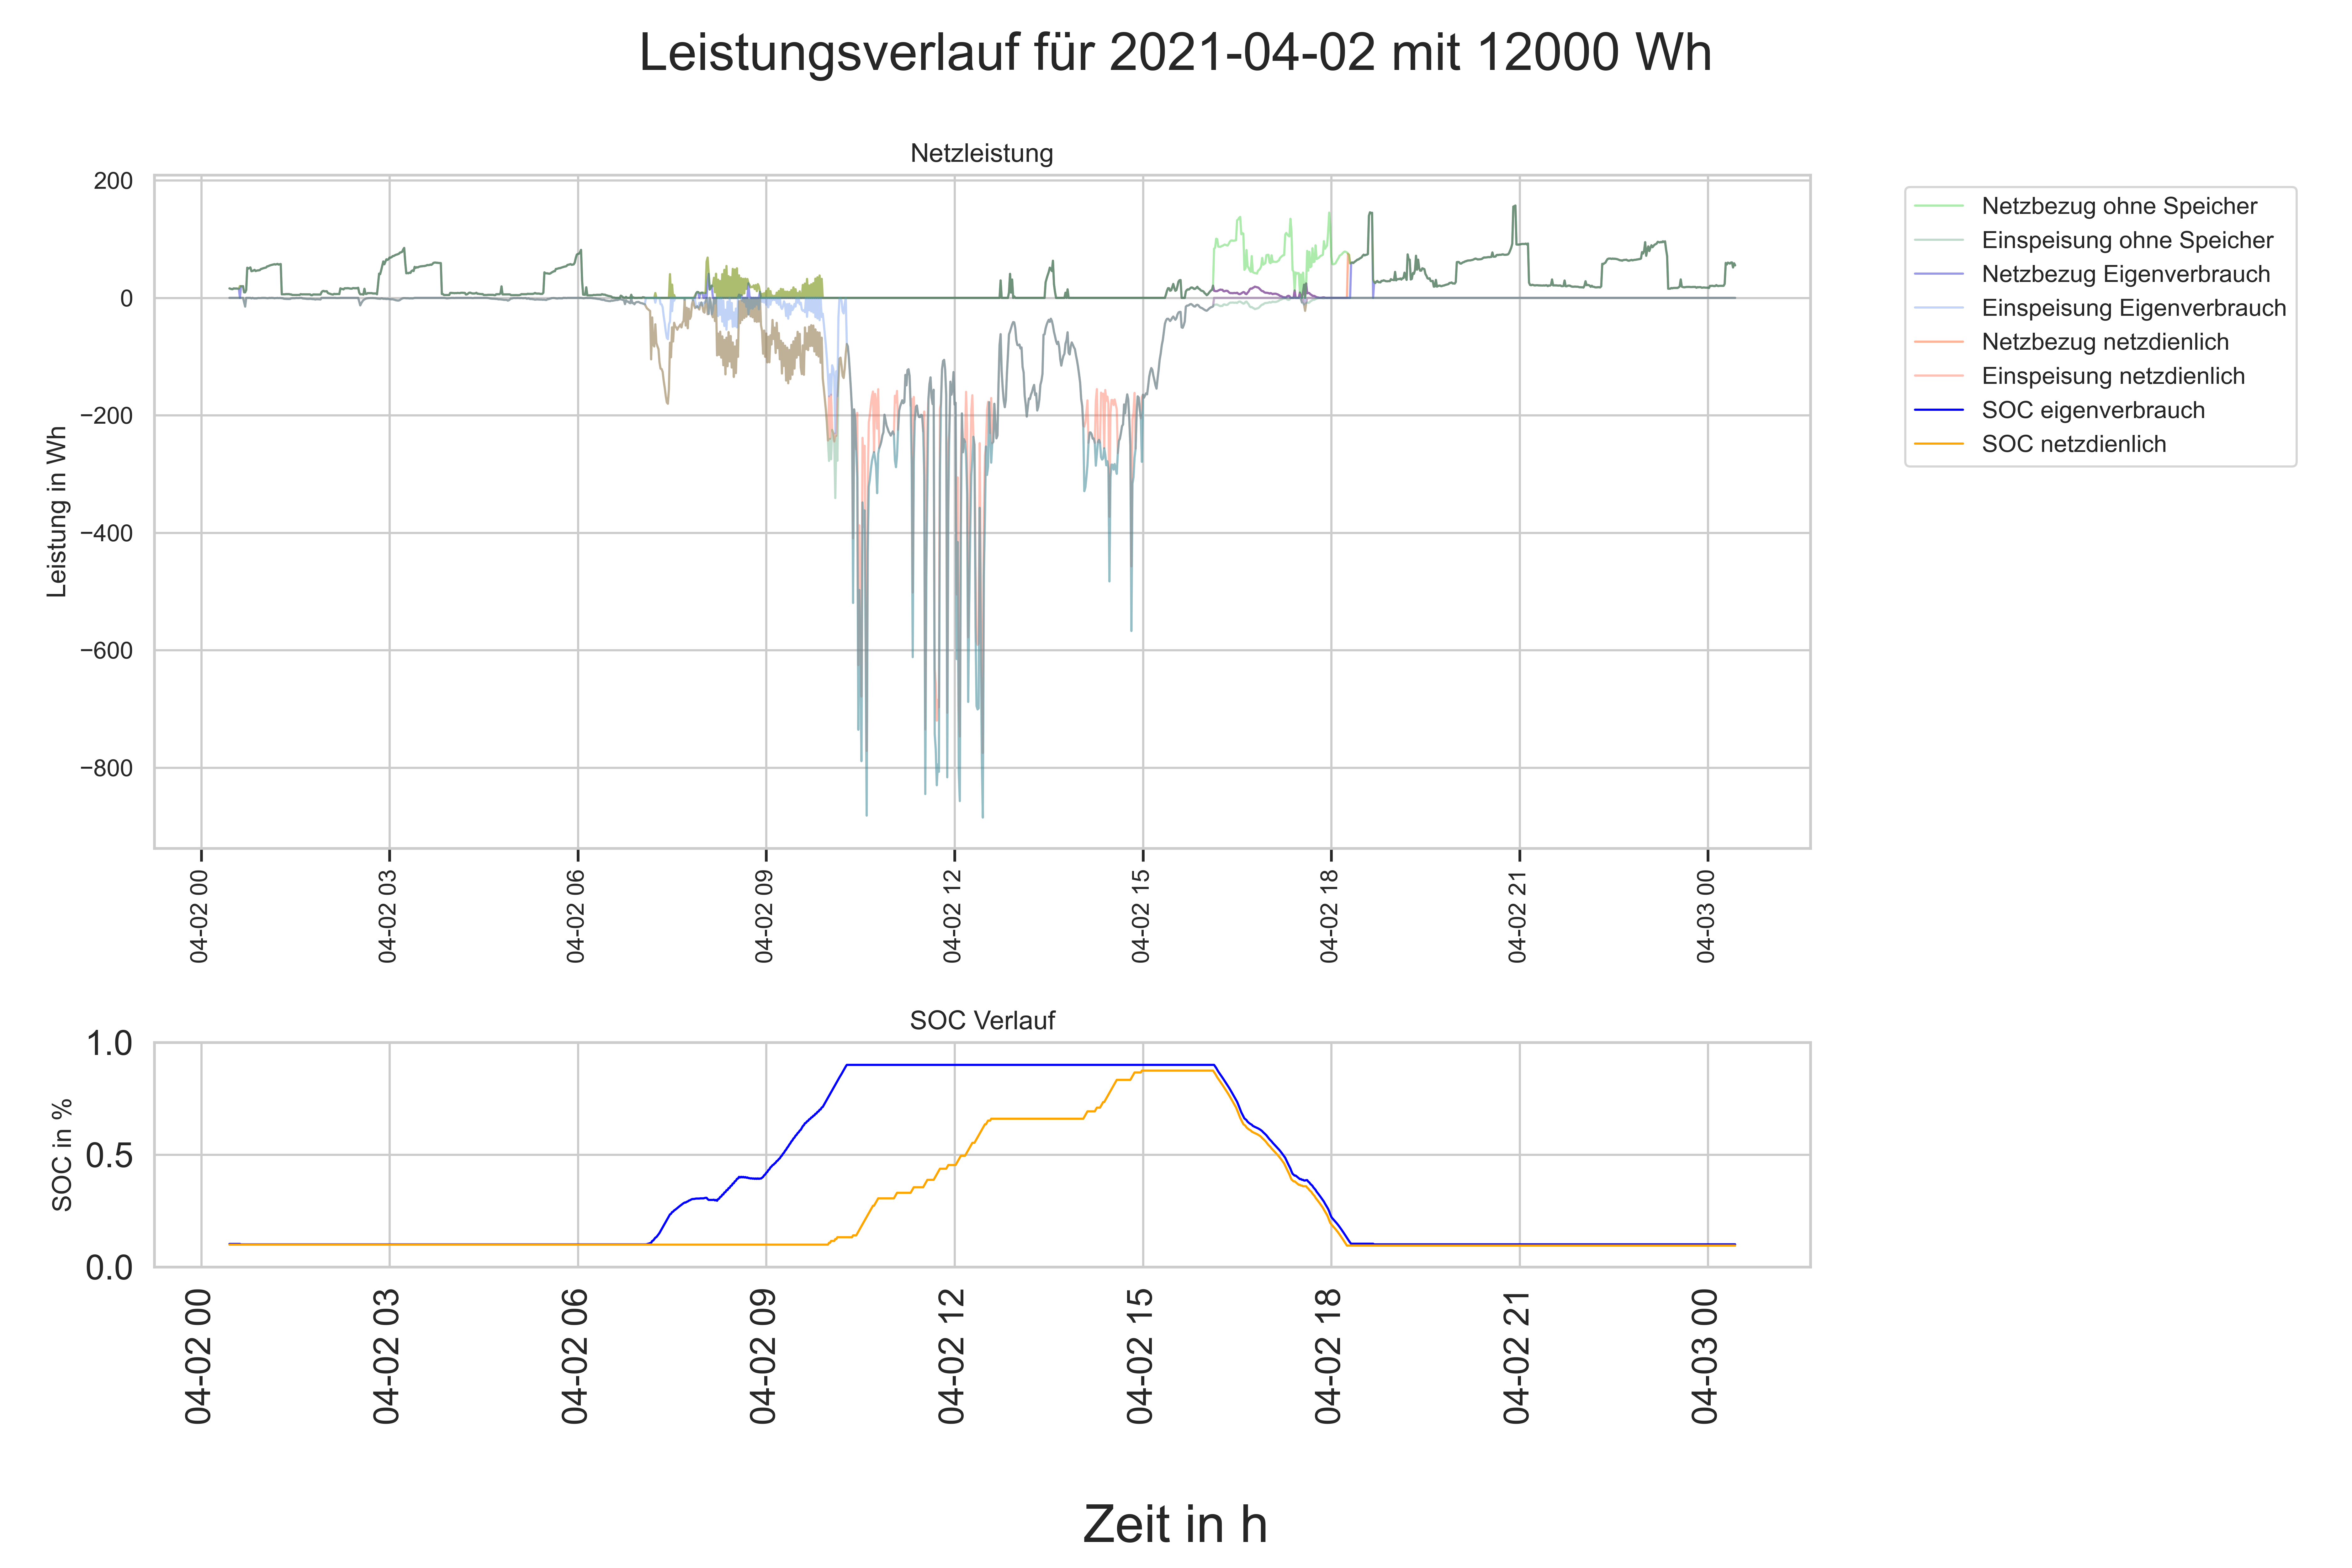 Leistungsverlauf für 2021-04-02 mit 12000 Wh
Netzleistung
200
0
−200
−400
−600
−800
Leistung in Wh
04-02 00
04-02 03
04-02 06
04-02 09
04-02 12
04-02 15
04-02 18
04-02 21
04-03 00
Netzbezug ohne Speicher
Einspeisung ohne Speicher
Netzbezug Eigenverbrauch
Einspeisung Eigenverbrauch
Netzbezug netzdienlich
Einspeisung netzdienlich
SOC eigenverbrauch
SOC netzdienlich
SOC Verlauf
1.0
0.5
0.0
SOC in %
04-02 00
04-02 03
04-02 06
04-02 09
04-02 12
04-02 15
04-02 18
04-02 21
04-03 00
Zeit in h